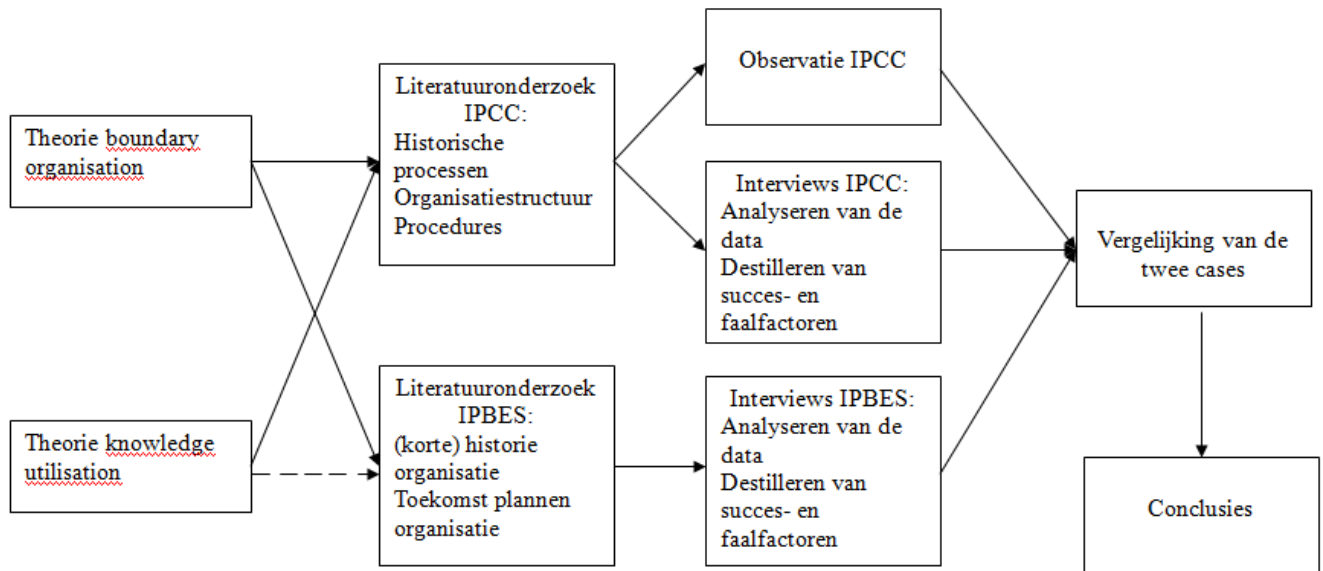 Theorie boundary
organisation
Theorie knowledge
utilisation
Literatuuronderzoek
IPCC:
Historische
processen
Organisatiestructuur
Procedures
Literatuuronderzoek
IPBES:
(korte) historie
organisatie
Toekomst plannen
organisatie
Observatie IPCC
Interviews IPCC:
Analyseren van de
data
Destilleren van
succes- en
faalfactoren
Interviews IPBES:
Analyseren van de
data
Destilleren van
succes- en
faalfactoren
Vergelijking van de
twee cases
Conclusies